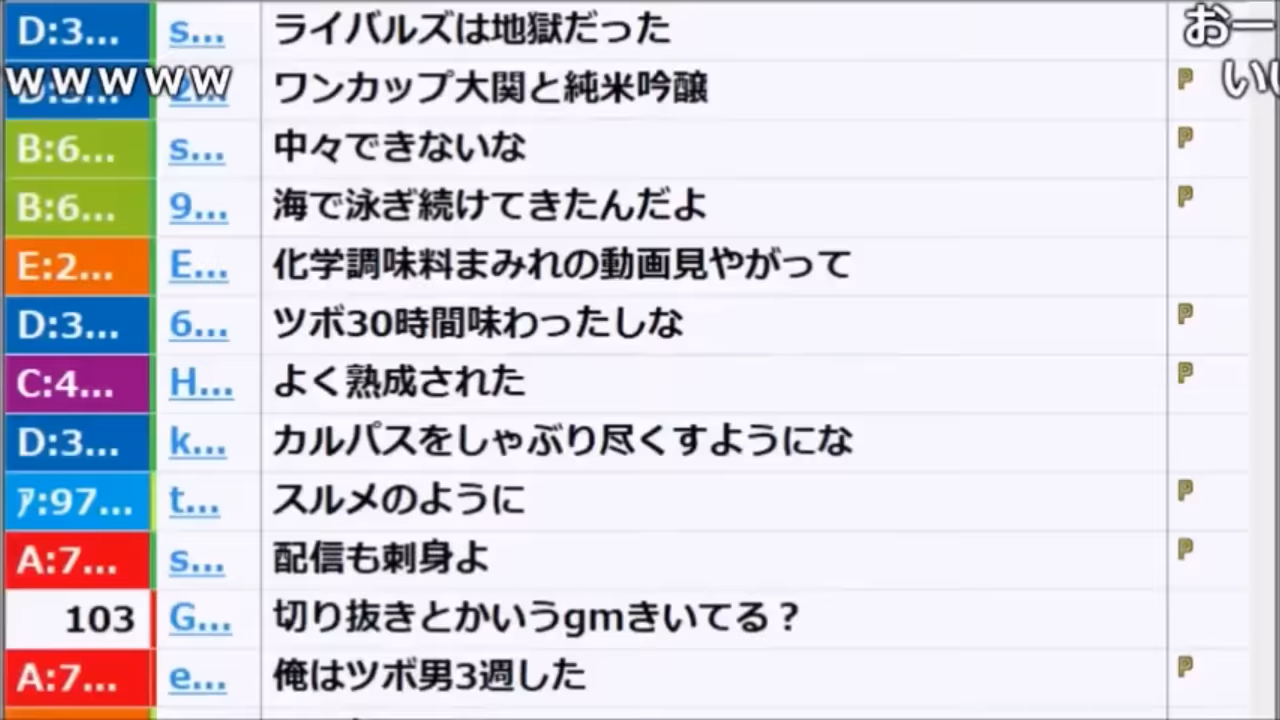 D:3... s... ライバルズは地獄だった おー
wwwww
D:3... 2... ワンカップ大関と純米吟醸 P いい
B:6... s... 中々できないな P
B:6... 9... 海で泳ぎ続けてきたんだよ P
E:2... E... 化学調味料まみれの動画見やがって
D:3... 6... ツボ30時間味わったしな P
C:4... H... よく熟成された P
D:3... k... カルパスをしゃぶり尽くすようにな
ｱ:97... t... スルメのように P
A:7... s... 配信も刺身よ P
103 G... 切り抜きとかいうgmきいてる？
A:7... e... 俺はツボ男3週した P